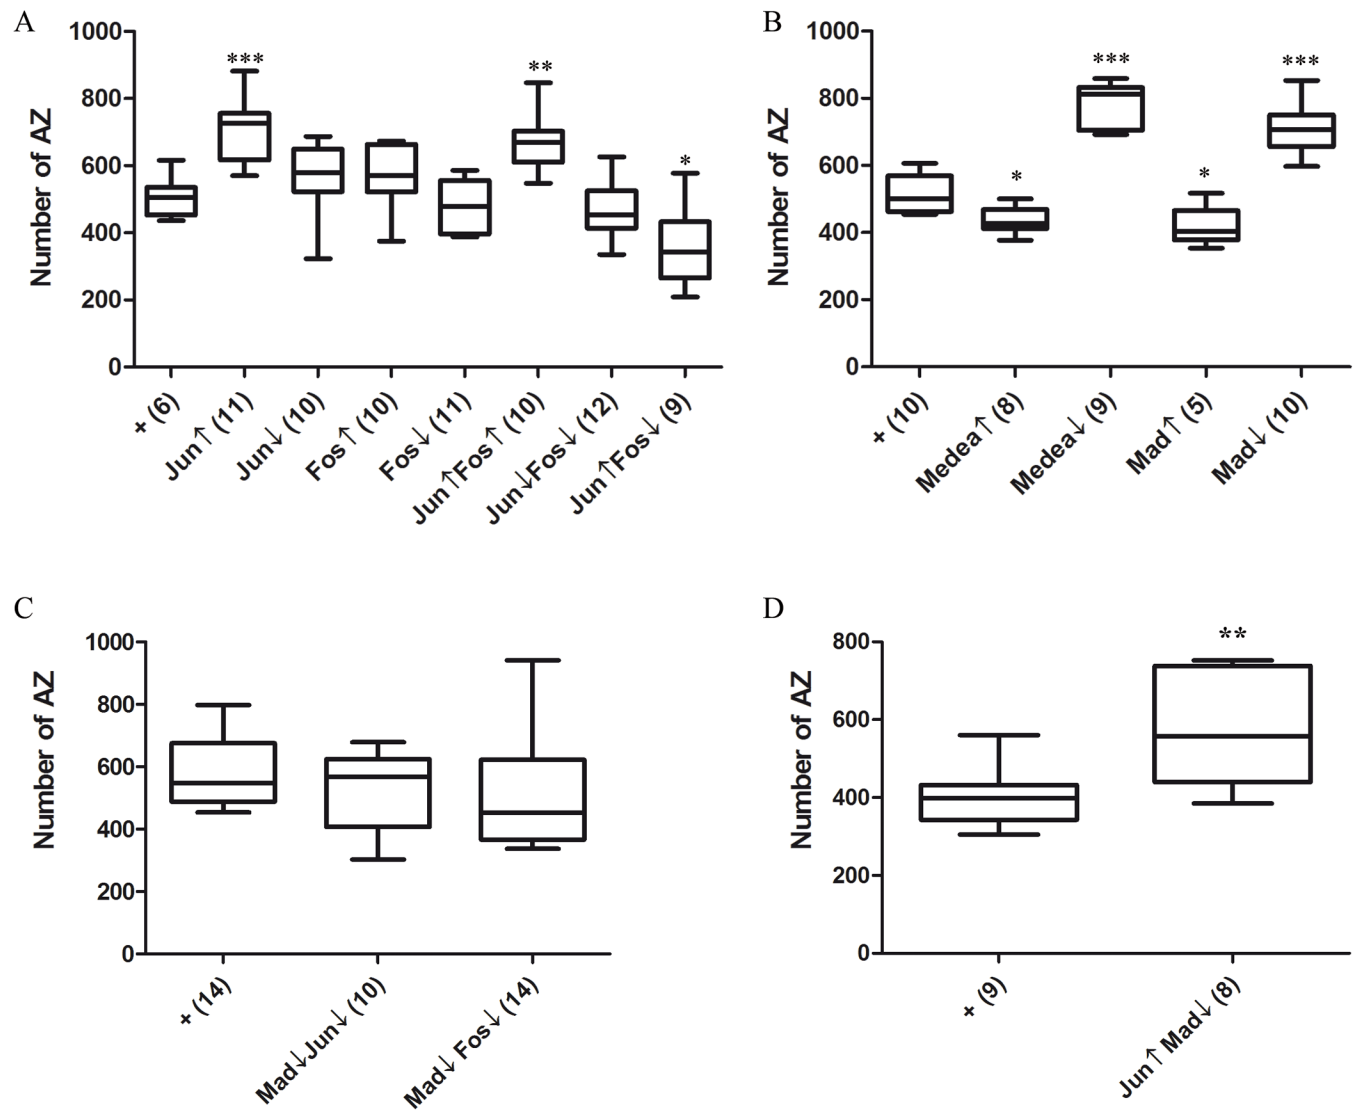 A
Number of AZ
1000
800
600
400
200
0
***
**
*
+ (6)
Jun↑ (11)
Jun↓ (10)
Fos↑ (10)
Fos↓ (11)
Jun↑Fos↑ (10)
Jun↓Fos↓ (12)
Jun↑Fos↓ (9)
B
Number of AZ
1000
800
600
400
200
0
*
***
*
***
+ (10)
Medea↑ (8)
Medea↓ (9)
Mad↑ (5)
Mad↓ (10)
C
Number of AZ
1000
800
600
400
200
0
+ (14)
Mad↓Jun↓ (10)
Mad↓ Fos↓ (14)
D
Number of AZ
800
600
400
200
0
**
+ (9)
Jun↑ Mad↓ (8)